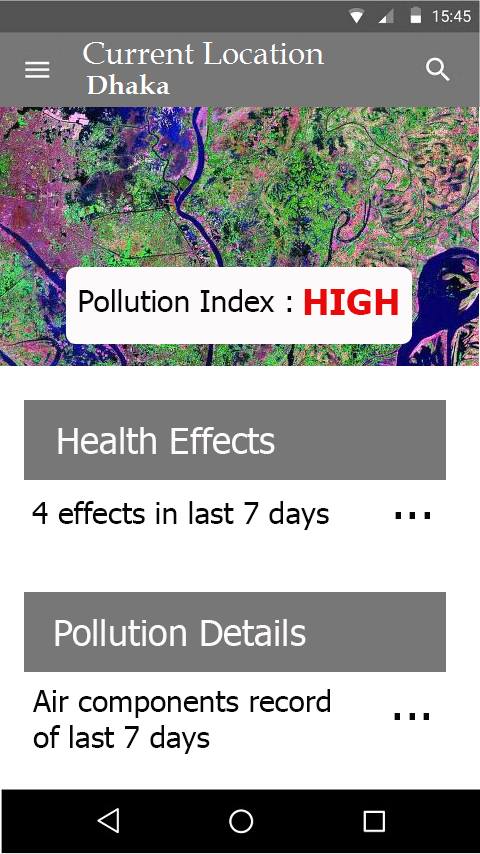 15:45
Current Location
Dhaka
Pollution Index : HIGH
Health Effects
4 effects in last 7 days
...
Pollution Details
Air components record
of last 7 days
...